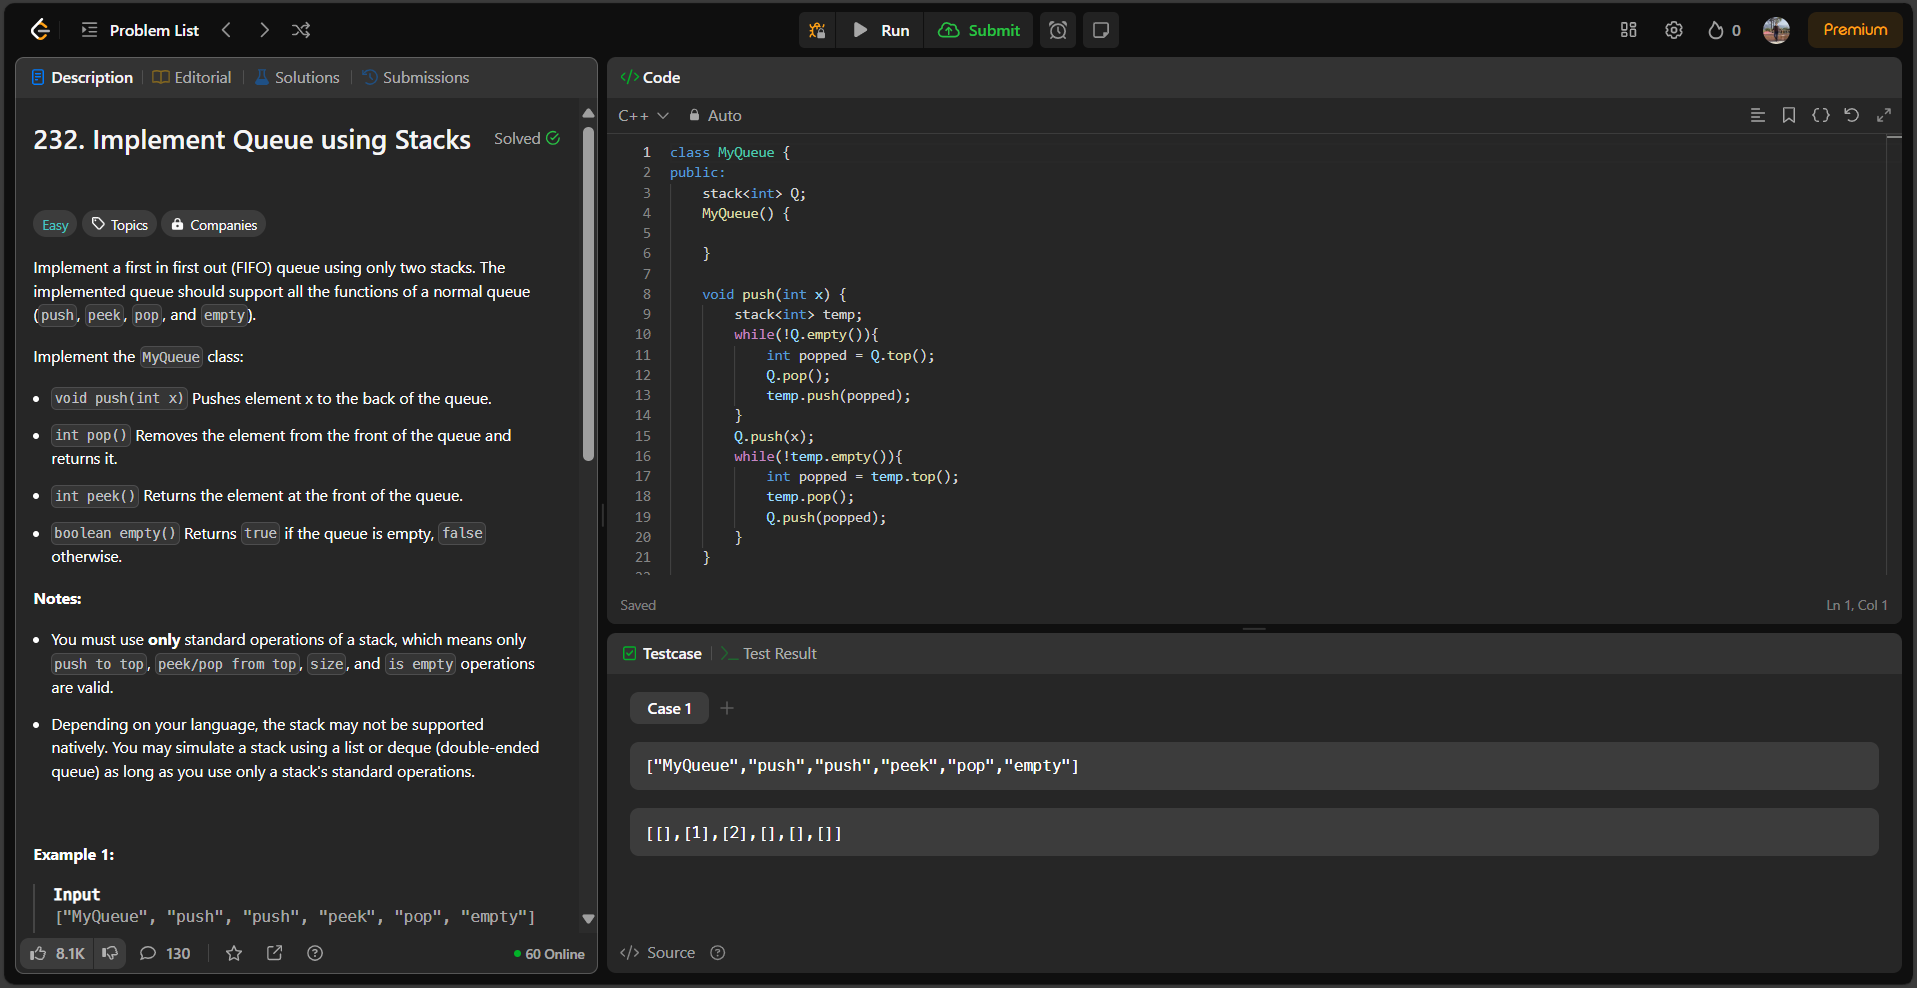 Problem List
Run
Submit
0
Premium
Description
Editorial
Solutions
Submissions
232. Implement Queue using Stacks
Solved
Easy
Topics
Companies
Implement a first in first out (FIFO) queue using only two stacks. The
implemented queue should support all the functions of a normal queue
(push, peek, pop, and empty).
Implement the MyQueue class:
• void push(int x) Pushes element x to the back of the queue.
• int pop() Removes the element from the front of the queue and
returns it.
• int peek() Returns the element at the front of the queue.
• boolean empty() Returns true if the queue is empty, false
otherwise.
Notes:
• You must use only standard operations of a stack, which means only
push to top, peek/pop from top, size, and is empty operations
are valid.
• Depending on your language, the stack may not be supported
natively. You may simulate a stack using a list or deque (double-ended
queue) as long as you use only a stack's standard operations.
Example 1:
Input
["MyQueue", "push", "push", "peek", "pop", "empty"]
8.1K
130
60 Online
</> Code
C++
Auto
1 class MyQueue {
2 public:
3     stack<int> Q;
4     MyQueue() {
5
6     }
7
8     void push(int x) {
9         stack<int> temp;
10         while(!Q.empty()){
11             int popped = Q.top();
12             Q.pop();
13             temp.push(popped);
14         }
15         Q.push(x);
16         while(!temp.empty()){
17             int popped = temp.top();
18             temp.pop();
19             Q.push(popped);
20         }
21     }
22
Saved
Ln 1, Col 1
Testcase
>_ Test Result
Case 1
["MyQueue","push","push","peek","pop","empty"]
[[],[1],[2],[],[],[]]
</> Source